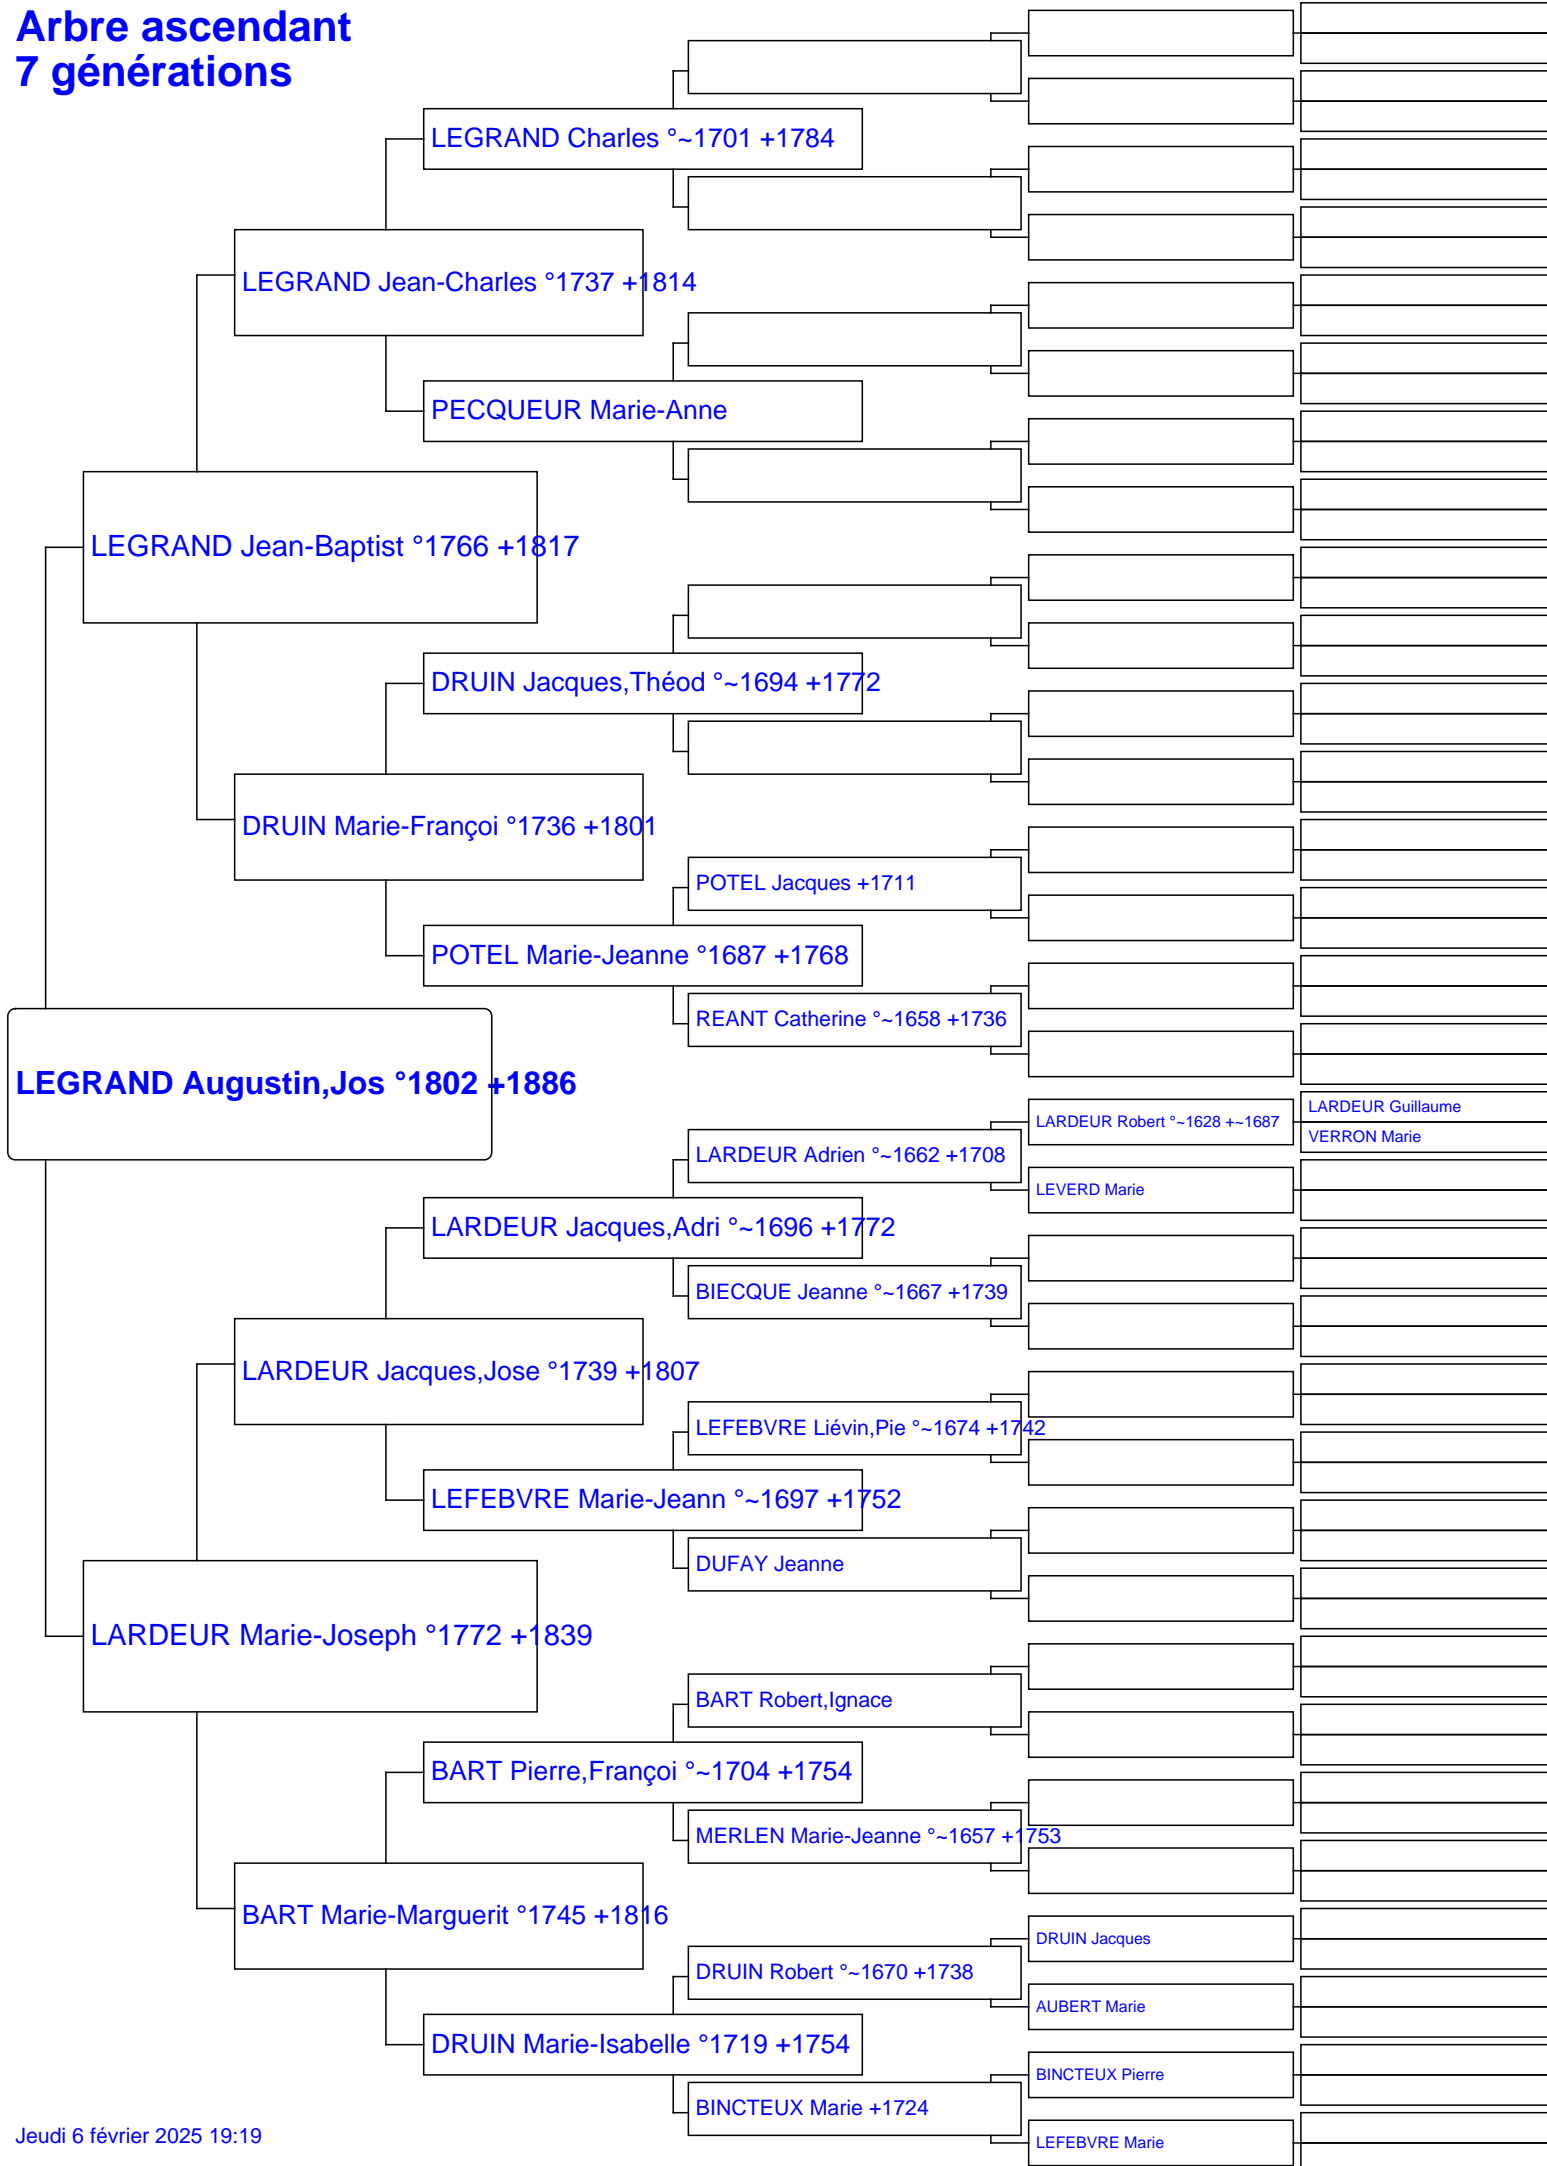 Arbre ascendant
7 générations
LEGRAND Charles °~1701 +1784
LEGRAND Jean-Charles °1737 +1814
PECQUEUR Marie-Anne
LEGRAND Jean-Baptist °1766 +1817
DRUIN Jacques,Théod °~1694 +1772
DRUIN Marie-Françoi °1736 +1801
POTEL Jacques +1711
POTEL Marie-Jeanne °1687 +1768
REANT Catherine °~1658 +1736
LEGRAND Augustin,Jos °1802 +1886
LARDEUR Guillaume
LARDEUR Robert °~1628 +~1687
VERRON Marie
LARDEUR Adrien °~1662 +1708
LEVERD Marie
LARDEUR Jacques,Adri °~1696 +1772
BIECQUE Jeanne °~1667 +1739
LARDEUR Jacques,Jose °1739 +1807
LEFEBVRE Liévin,Pie °~1674 +1742
LEFEBVRE Marie-Jeann °~1697 +1752
DUFAY Jeanne
LARDEUR Marie-Joseph °1772 +1839
BART Robert,Ignace
BART Pierre,Françoi °~1704 +1754
MERLEN Marie-Jeanne °~1657 +1753
BART Marie-Marguerit °1745 +1816
DRUIN Jacques
DRUIN Robert °~1670 +1738
AUBERT Marie
DRUIN Marie-Isabelle °1719 +1754
BINCTEUX Pierre
BINCTEUX Marie +1724
LEFEBVRE Marie
Jeudi 6 février 2025 19:19